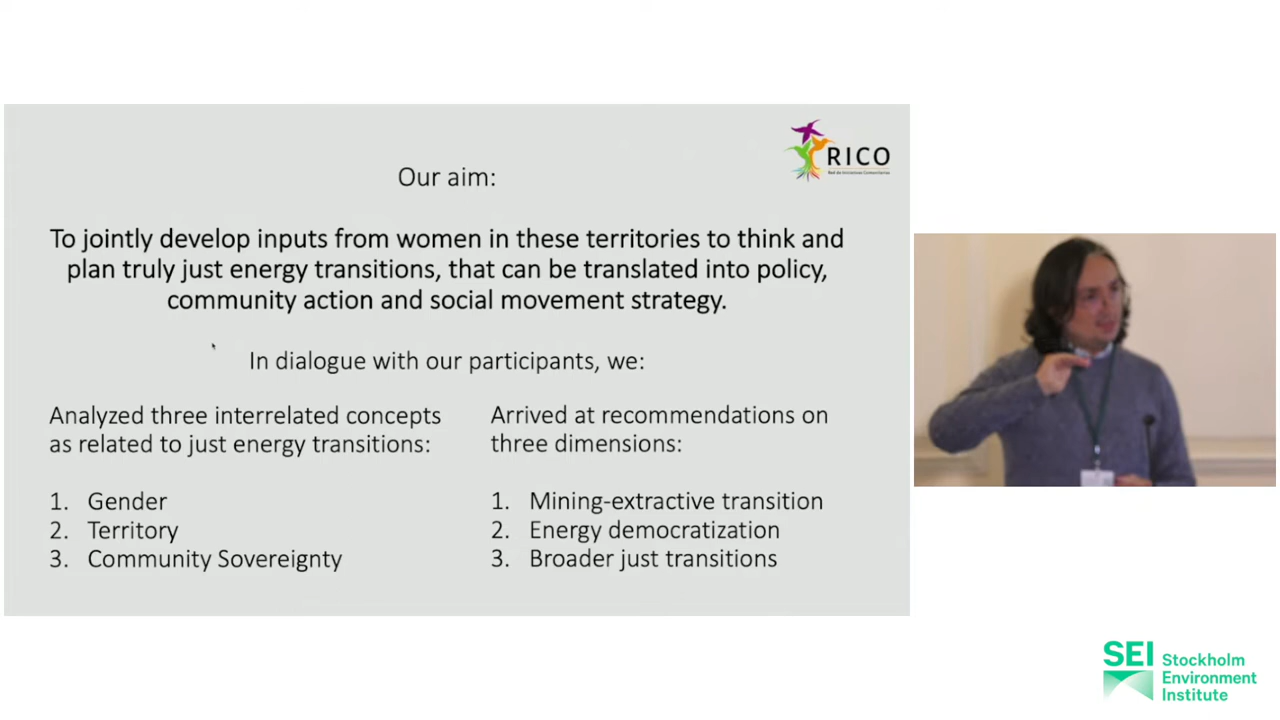 RICO
Red de Iniciativas Comunitarias
Our aim:
To jointly develop inputs from women in these territories to think and
plan truly just energy transitions, that can be translated into policy,
community action and social movement strategy.
In dialogue with our participants, we:
Analyzed three interrelated concepts
as related to just energy transitions:
1. Gender
2. Territory
3. Community Sovereignty
Arrived at recommendations on
three dimensions:
1. Mining-extractive transition
2. Energy democratization
3. Broader just transitions
SEI Stockholm
Environment
Institute